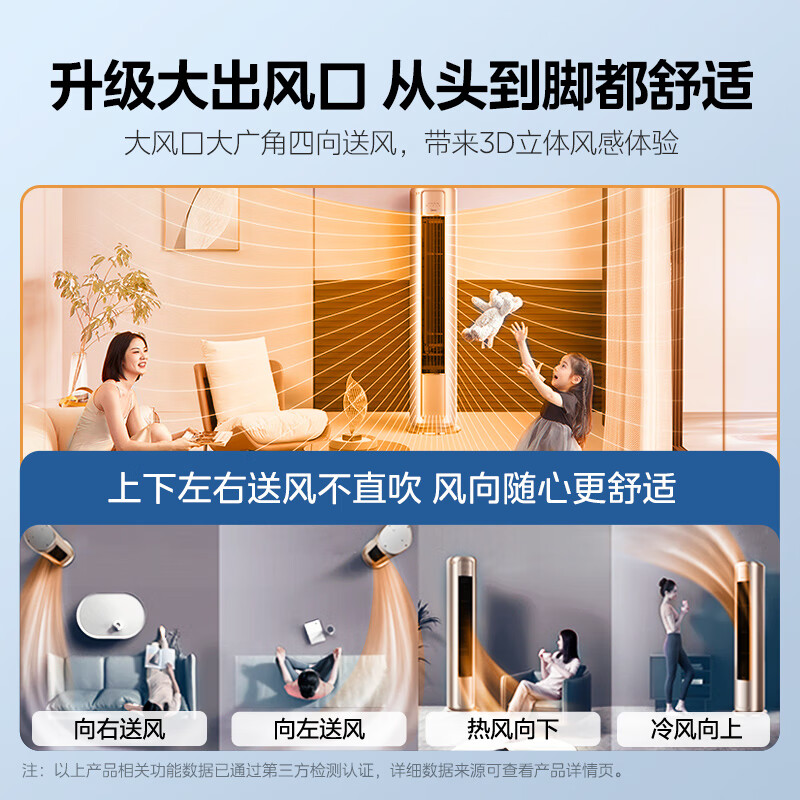 升级大出风口 从头到脚都舒适
大风口大广角四向送风，带来3D立体风感体验
上下左右送风不直吹 风向随心更舒适
向右送风
向左送风
热风向下
冷风向上
注：以上产品相关功能数据已通过第三方检测认证，详细数据来源可查看产品详情页。